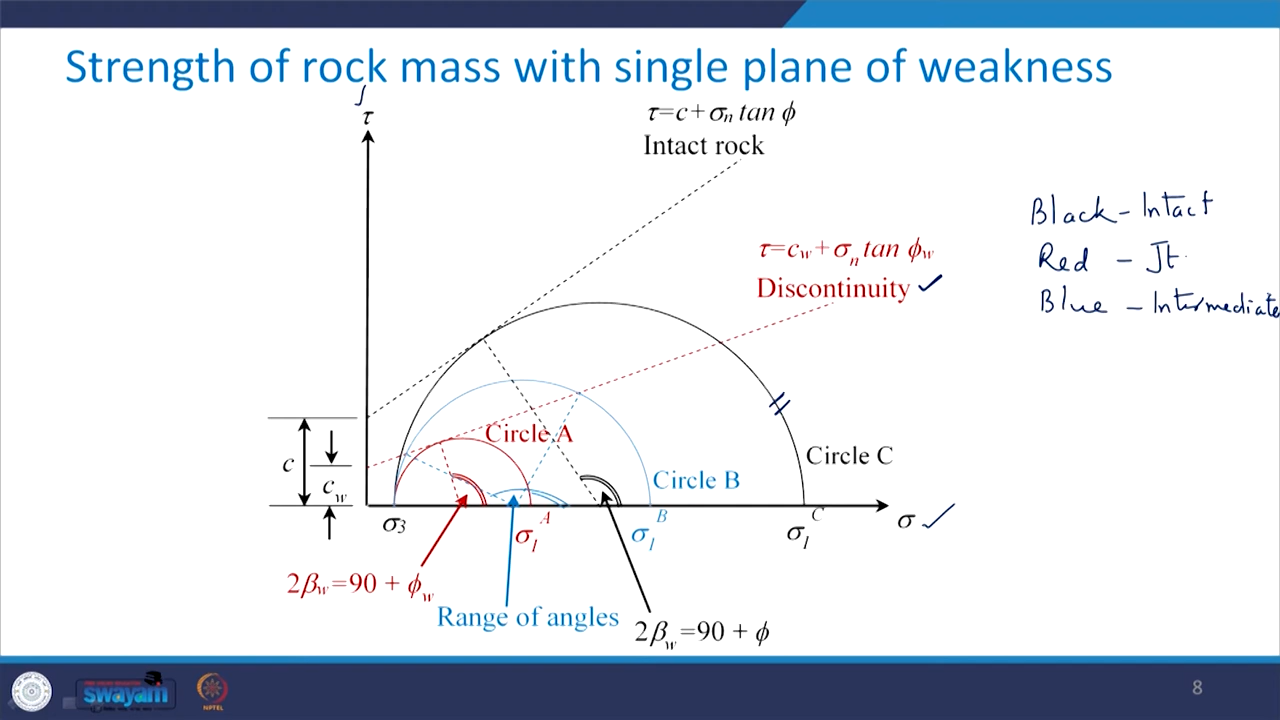 Strength of rock mass with single plane of weakness
τ
τ=c+σn tan ϕ
Intact rock
τ=cw+σn tan ϕw
Discontinuity ✓
Black - Intact
Red - Jt.
Blue - Intermediate
Circle A
Circle B
Circle C
c
cw
σ3
σ1A
σ1B
σ1C
σ ✓
2βw=90 + ϕw
Range of angles
2βw=90 + ϕ
swayam
NPTEL
8